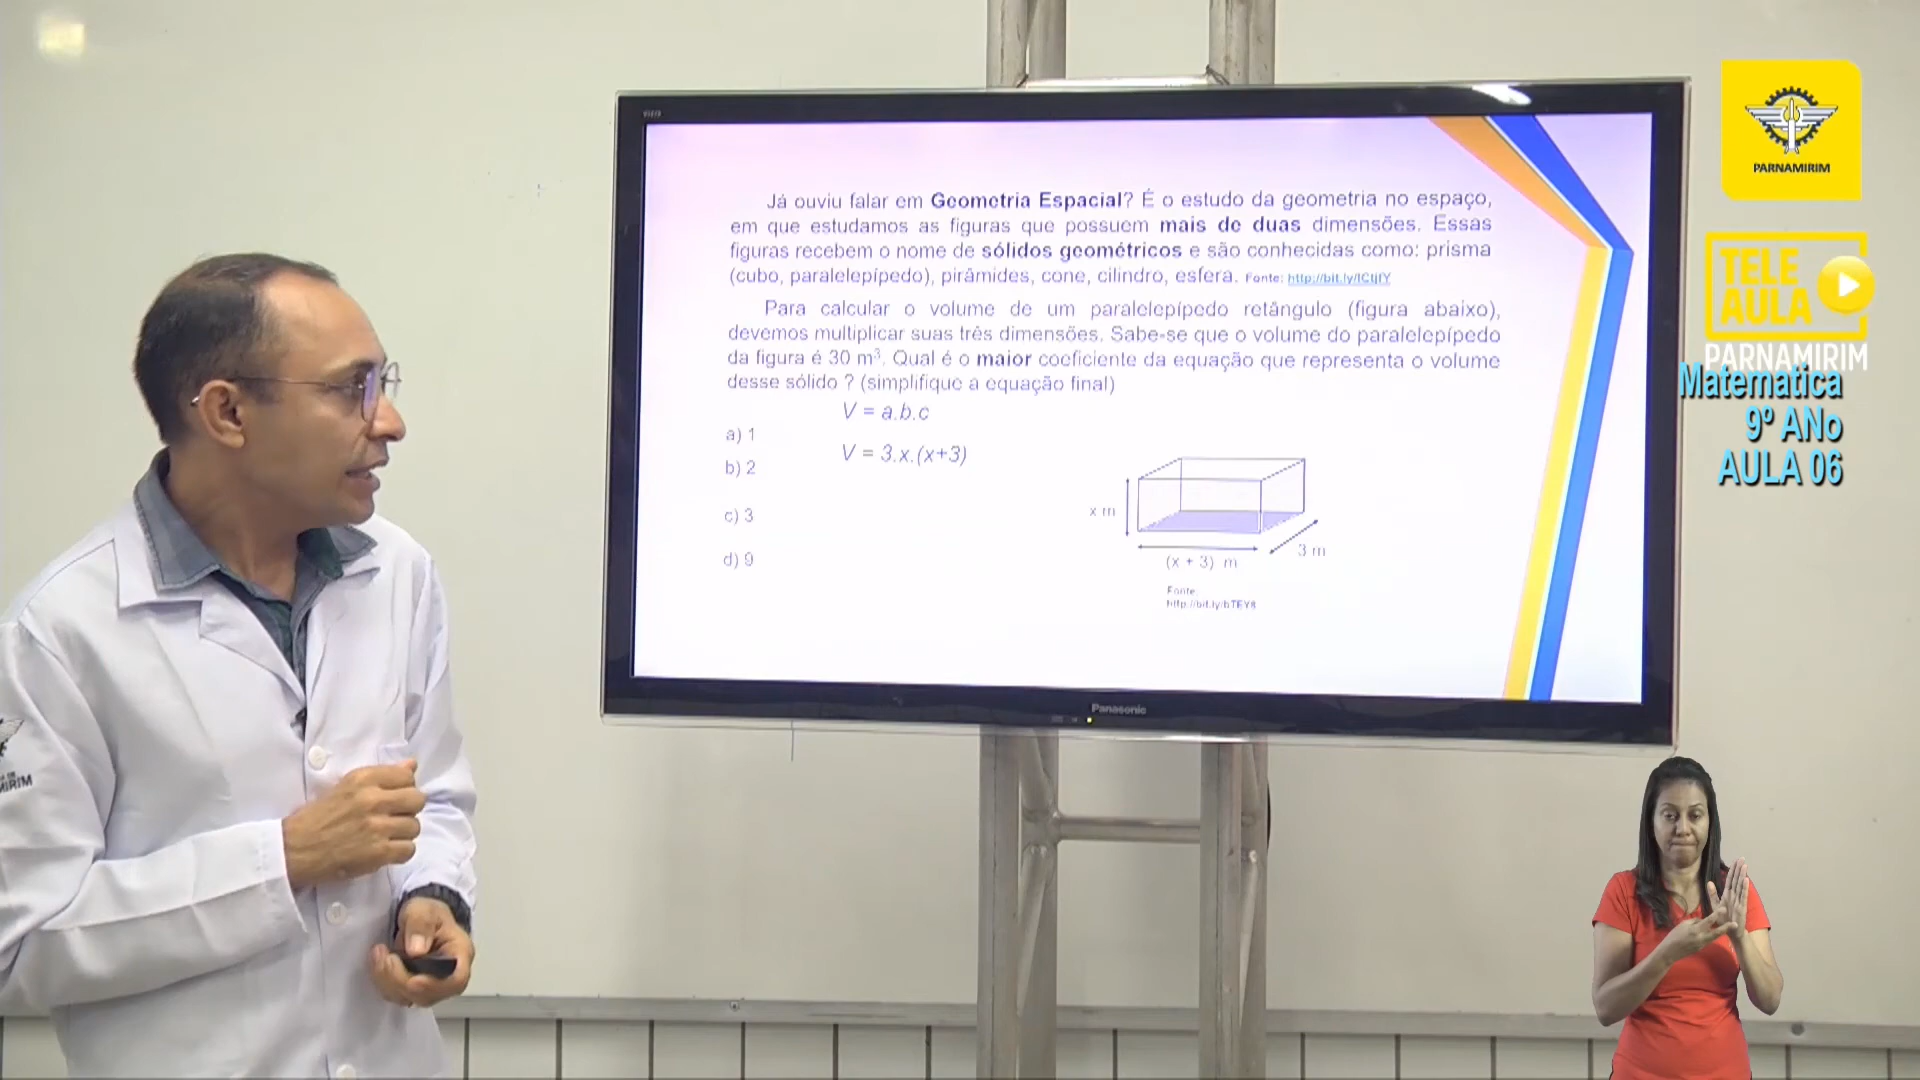 Já ouviu falar em Geometria Espacial? É o estudo da geometria no espaço,
em que estudamos as figuras que possuem mais de duas dimensões. Essas
figuras recebem o nome de sólidos geométricos e são conhecidas como: prisma
(cubo, paralelepípedo), pirâmides, cone, cilindro, esfera. Fonte:
Para calcular o volume de um paralelepípedo retângulo (figura abaixo),
devemos multiplicar suas três dimensões. Sabe-se que o volume do paralelepípedo
da figura é 30 m³. Qual é o maior coeficiente da equação que representa o volume
desse sólido ? (simplifique a equação final)
V = a.b.c
a) 1
V = 3.x.(x+3)
b) 2
c) 3
d) 9
x m
3 m
(x + 3) m
Fonte:
Panasonic
PARNAMIRIM
TELE
AULA
PARNAMIRIM
Matematica
9º ANo
AULA 06